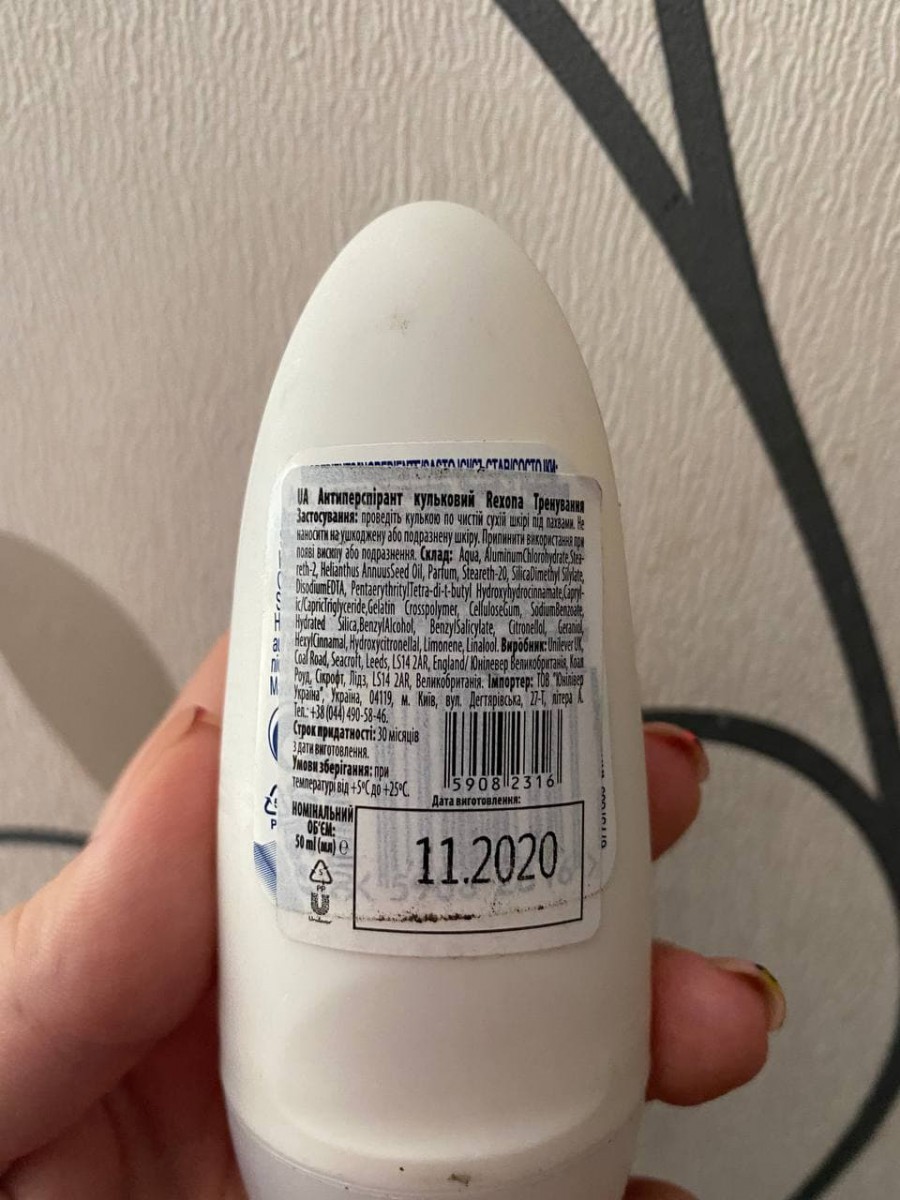 UA Антиперспірант кульковий Rexona Тренування
Застосування: проведіть кулькою по чистій сухій шкірі під пахвами. Не
наносити на ушкоджену або подразнену шкіру. Припинити використання при
появі висипу або подразнення. Склад: Aqua, AluminumChlorohydrate,Stea-
reth-2, Helianthus AnnuusSeed Oil, Parfum, Steareth-20, SilicaDimethyl Silylate,
DisodiumEDTA, PentaerythritylTetra-di-t-butyl Hydroxyhydrocinnamate,Capryl-
ic/CapricTriglyceride,Gelatin Crosspolymer, CelluloseGum, SodiumBenzoate,
Hydrated Silica,BenzylAlcohol, BenzylSalicylate, Citronellol, Geraniol,
HexylCinnamal, Hydroxycitronellal, Limonene, Linalool. Виробник: Unilever UK,
Coal Road, Seacroft, Leeds, LS14 2AR, England/ Юнілевер Великобританія, Коал
Роуд, Сікрофт, Лідз, LS14 2AR, Великобританія. Імпортер: ТОВ "Юнілівер
Україна", Україна, 04119, м. Київ, вул. Дегтярівська, 27-Т, літера А.
Тел.: +38 (044) 490-58-46.
Строк придатності: 30 місяців
з дати виготовлення.
Умови зберігання: при
температурі від +5°C до +25°C.
5908 2316
Дата виготовлення:
НОМІНАЛЬНИЙ
ОБ'ЄМ:
50 ml (мл) e
11.2020
5
PP
Unilever